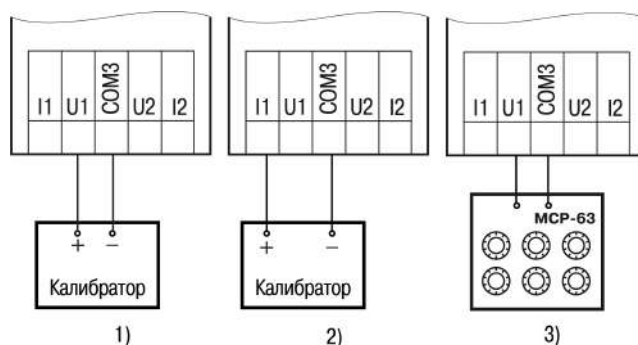 I1 U1 COM3 U2 I2
I1 U1 COM3 U2 I2
I1 U1 COM3 U2 I2
+ −
Калибратор
+ −
Калибратор
МСР-63
1)
2)
3)